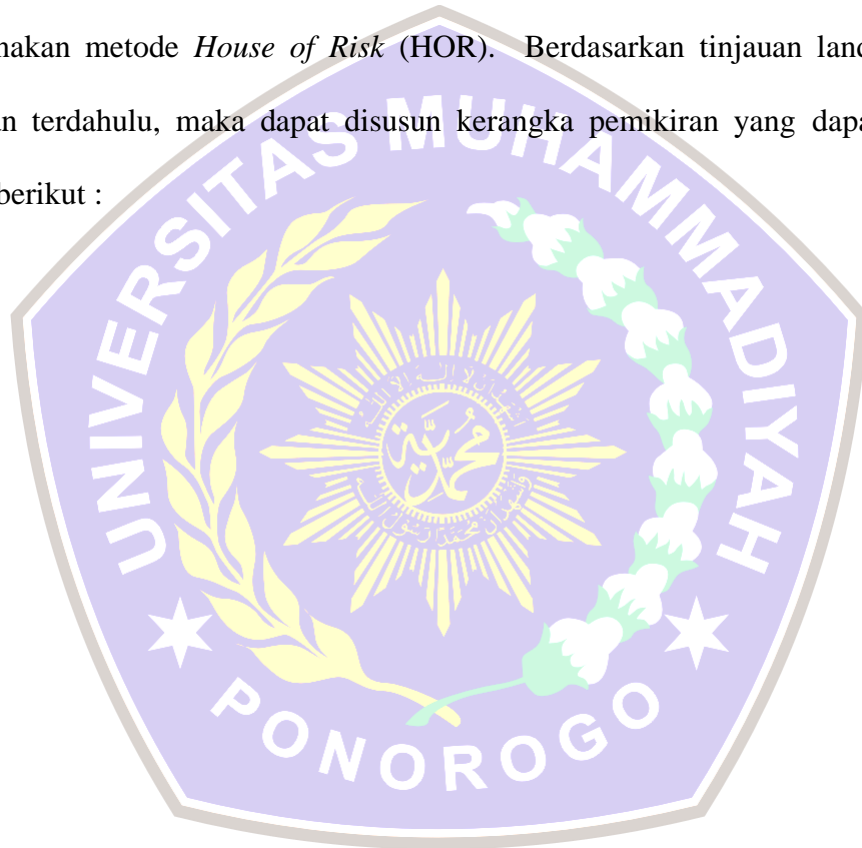 nakan metode House of Risk (HOR). Berdasarkan tinjauan land
n terdahulu, maka dapat disusun kerangka pemikiran yang dapa
berikut :
UNIVERSITAS MUHAMMADIYAH
محمدية
PONOROGO